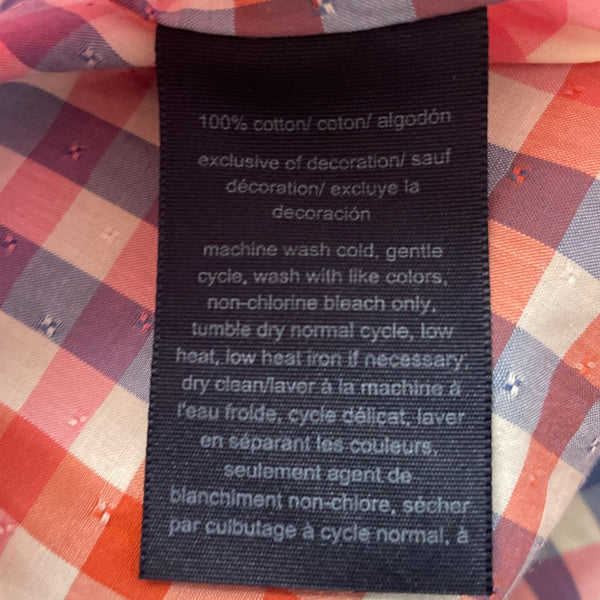 100% cotton/ coton/ algodón
exclusive of decoration/ sauf
décoration/ excluye la
decoración
machine wash cold, gentle
cycle, wash with like colors,
non-chlorine bleach only,
tumble dry normal cycle, low
heat, low heat iron if necessary,
dry clean/laver à la machine à
l'eau froide, cycle délicat, laver
en séparant les couleurs,
seulement agent de
blanchiment non-chlore, sécher
par culbutage à cycle normal, à